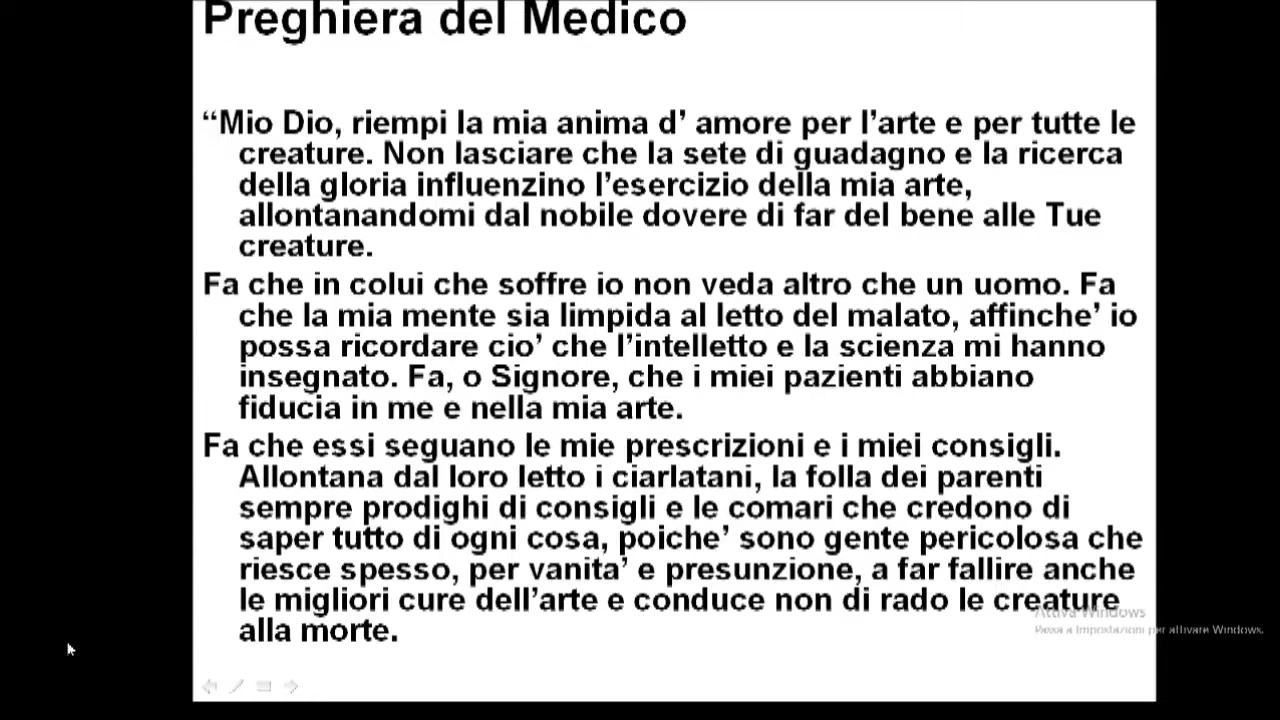 Preghiera del Medico
“Mio Dio, riempi la mia anima d’ amore per l’arte e per tutte le
creature. Non lasciare che la sete di guadagno e la ricerca
della gloria influenzino l’esercizio della mia arte,
allontanandomi dal nobile dovere di far del bene alle Tue
creature.
Fa che in colui che soffre io non veda altro che un uomo. Fa
che la mia mente sia limpida al letto del malato, affinche’ io
possa ricordare cio’ che l’intelletto e la scienza mi hanno
insegnato. Fa, o Signore, che i miei pazienti abbiano
fiducia in me e nella mia arte.
Fa che essi seguano le mie prescrizioni e i miei consigli.
Allontana dal loro letto i ciarlatani, la folla dei parenti
sempre prodighi di consigli e le comari che credono di
saper tutto di ogni cosa, poiche’ sono gente pericolosa che
riesce spesso, per vanita’ e presunzione, a far fallire anche
le migliori cure dell’arte e conduce non di rado le creature
alla morte.
Attiva Windows
Passa a Impostazioni per attivare Windows.